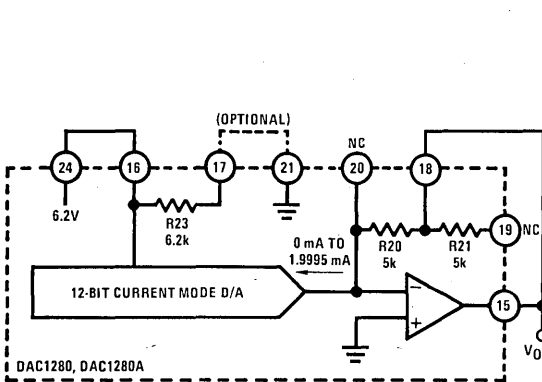 (OPTIONAL)
NC
24
16
17
21
20
18
6.2V
R23
6.2k
0 mA TO
1.9995 mA
R20
5k
R21
5k
19
NC
12-BIT CURRENT MODE D/A
−
+
15
VO
DAC1280, DAC1280A